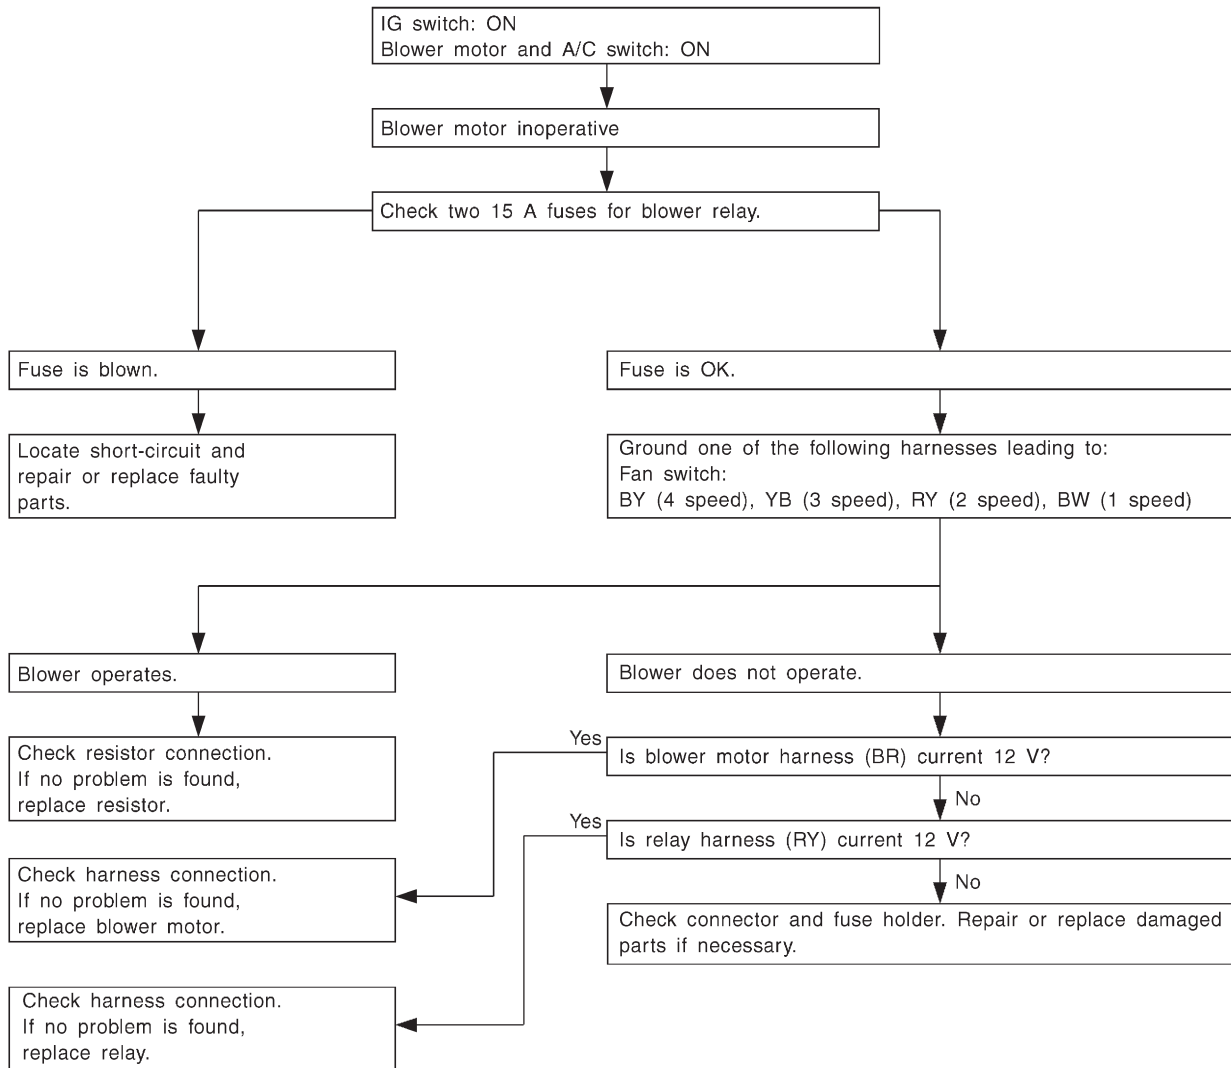 IG switch: ON
Blower motor and A/C switch: ON
Blower motor inoperative
Check two 15 A fuses for blower relay.
Fuse is blown.
Fuse is OK.
Locate short-circuit and
repair or replace faulty
parts.
Ground one of the following harnesses leading to:
Fan switch:
BY (4 speed), YB (3 speed), RY (2 speed), BW (1 speed)
Blower operates.
Blower does not operate.
Check resistor connection.
If no problem is found,
replace resistor.
Yes
Is blower motor harness (BR) current 12 V?
No
Yes
Is relay harness (RY) current 12 V?
No
Check harness connection.
If no problem is found,
replace blower motor.
Check connector and fuse holder. Repair or replace damaged
parts if necessary.
Check harness connection.
If no problem is found,
replace relay.